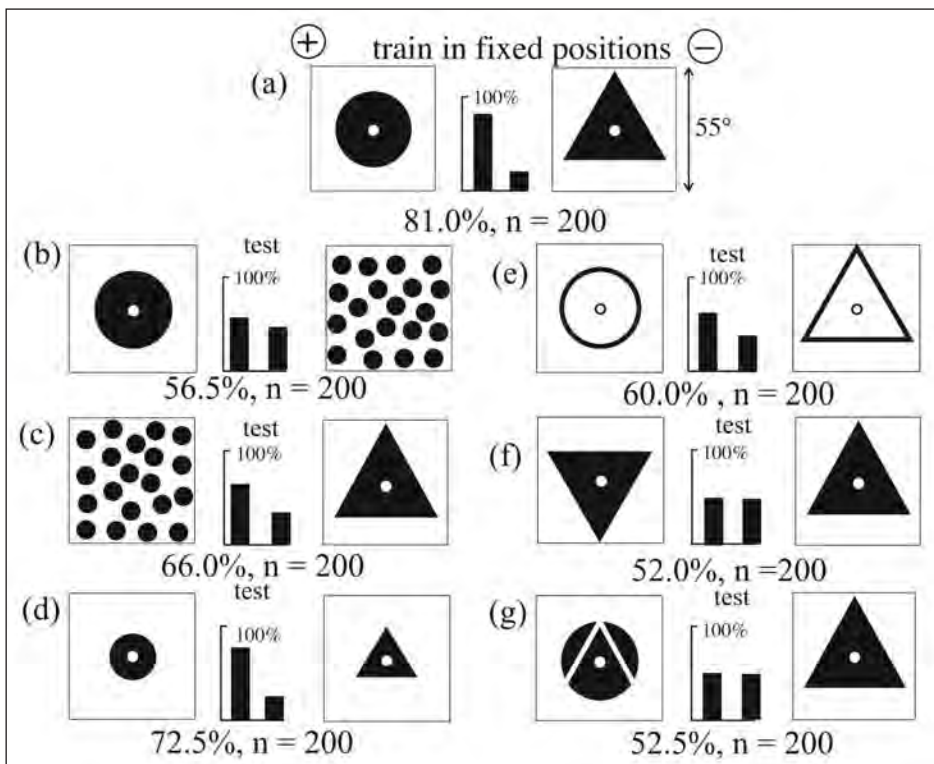 + train in fixed positions −
(a)
100%
55°
81.0%, n = 200
(b)
test
100%
56.5%, n = 200
(e)
test
100%
60.0% , n = 200
(c)
test
100%
66.0%, n = 200
(f)
test
100%
52.0%, n =200
(d)
test
100%
72.5%, n = 200
(g)
test
100%
52.5%, n = 200